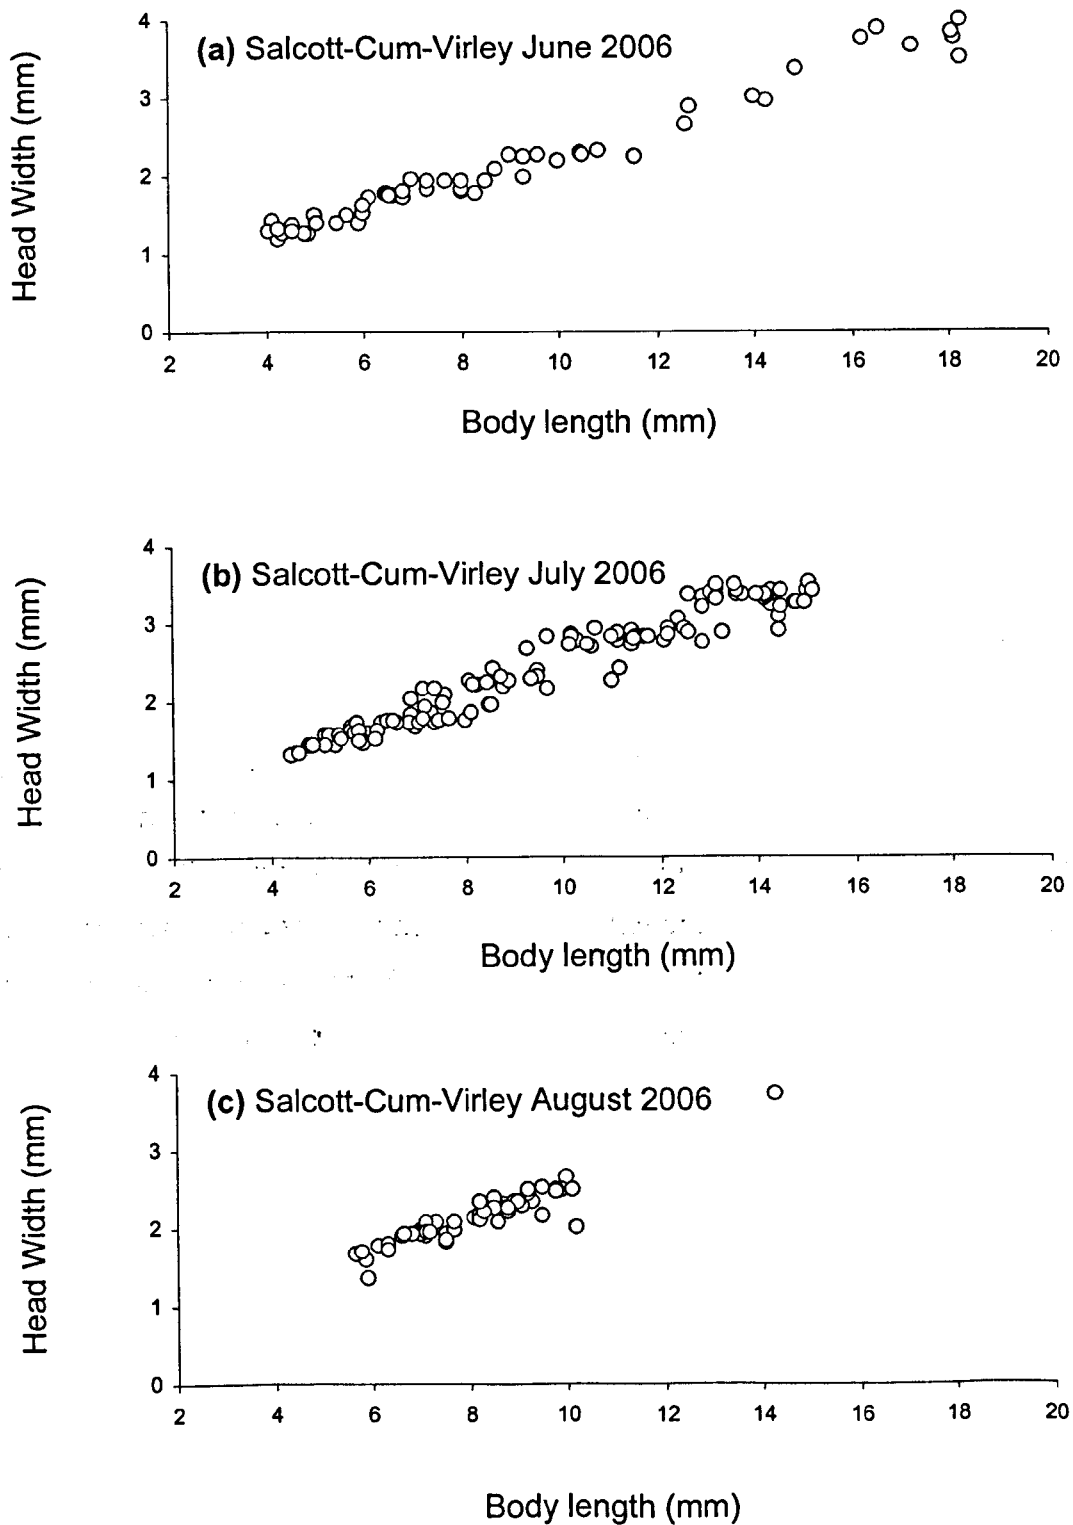 (a) Salcott-Cum-Virley June 2006
Head Width (mm)
4
3
2
1
0
2 4 6 8 10 12 14 16 18 20
Body length (mm)
(b) Salcott-Cum-Virley July 2006
Head Width (mm)
4
3
2
1
0
2 4 6 8 10 12 14 16 18 20
Body length (mm)
(c) Salcott-Cum-Virley August 2006
Head Width (mm)
4
3
2
1
0
2 4 6 8 10 12 14 16 18 20
Body length (mm)